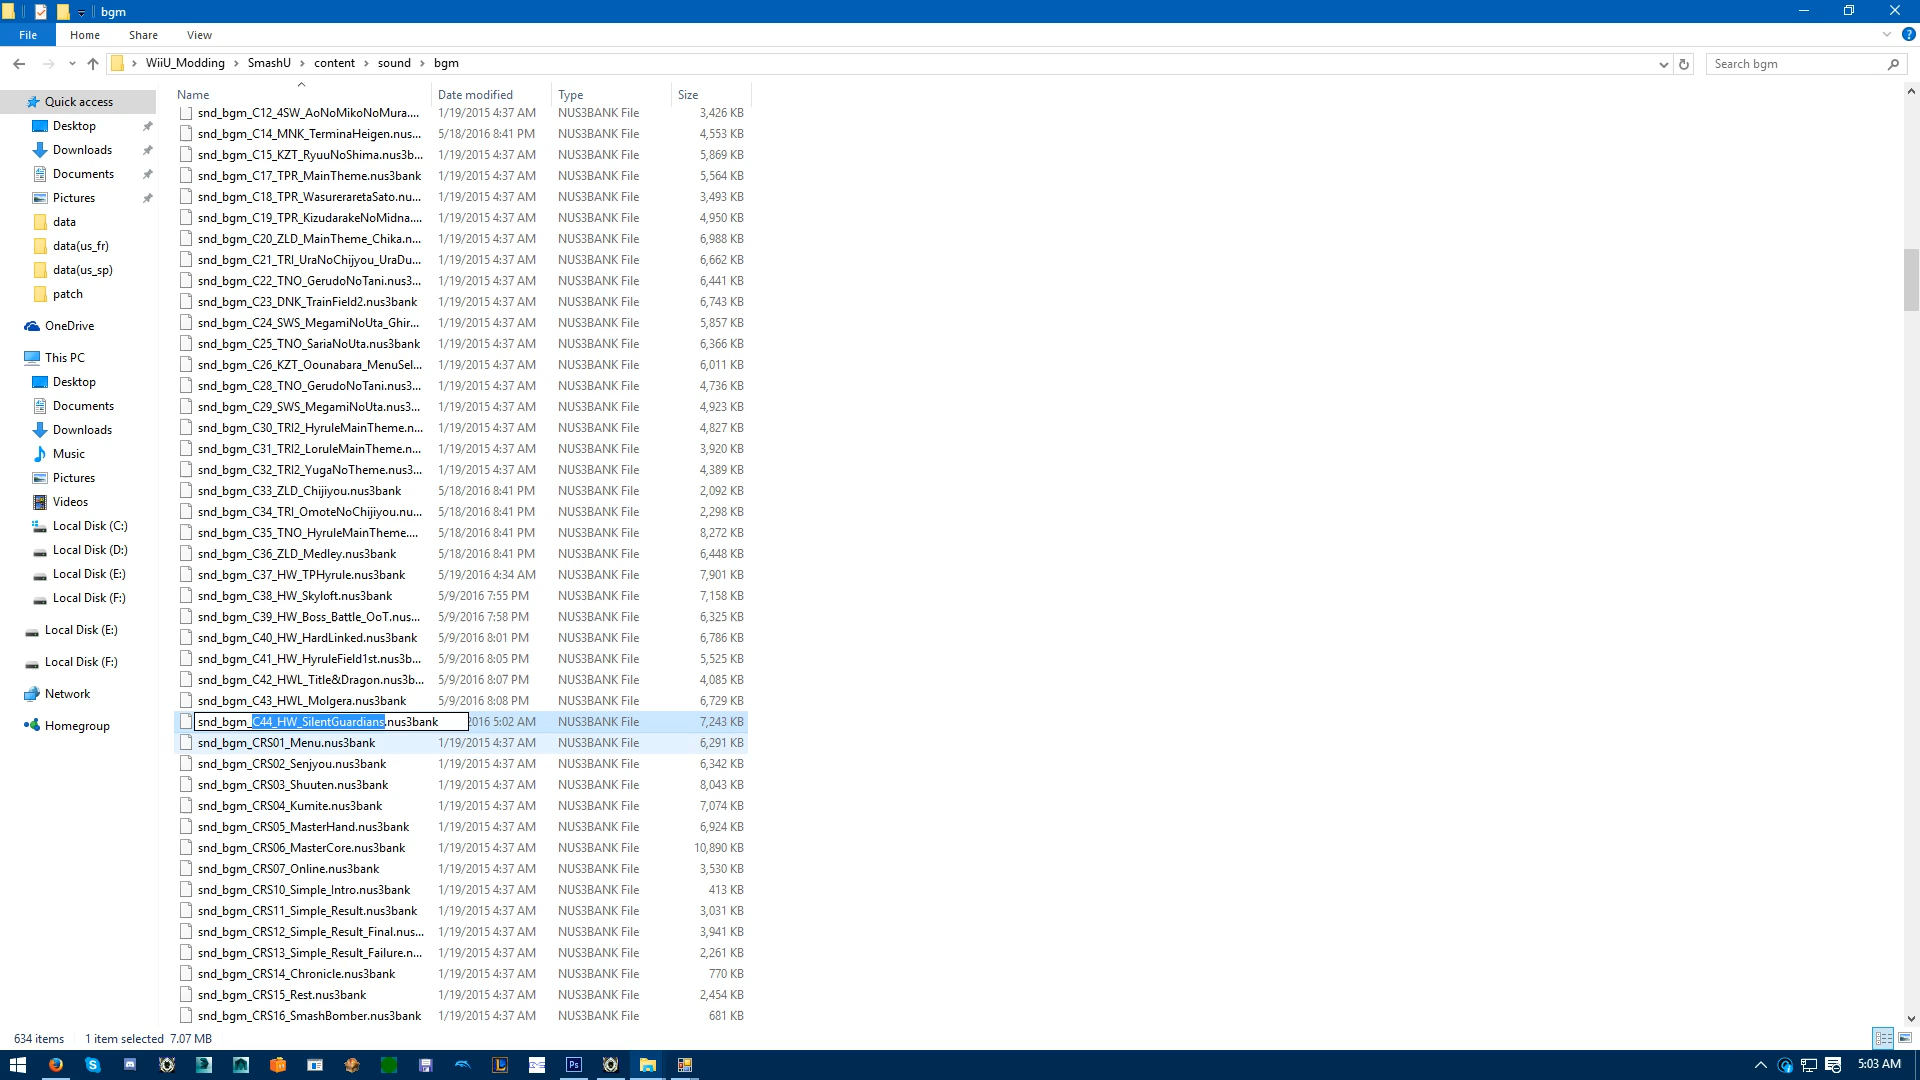 bgm
File Home Share View
WiiU_Modding SmashU content sound bgm Search bgm
Name Date modified Type Size
Quick access
Desktop
Downloads
Documents
Pictures
data
data(us_fr)
data(us_sp)
patch
OneDrive
This PC
Desktop
Documents
Downloads
Music
Pictures
Videos
Local Disk (C:)
Local Disk (D:)
Local Disk (E:)
Local Disk (F:)
Local Disk (E:)
Local Disk (F:)
Network
Homegroup
snd_bgm_C12_4SW_AoNoMikoNoMura.... 1/19/2015 4:37 AM NUS3BANK File 3,426 KB
snd_bgm_C14_MNK_TerminaHeigen.nus... 5/18/2016 8:41 PM NUS3BANK File 4,553 KB
snd_bgm_C15_KZT_RyuuNoShima.nus3b... 1/19/2015 4:37 AM NUS3BANK File 5,869 KB
snd_bgm_C17_TPR_MainTheme.nus3bank 1/19/2015 4:37 AM NUS3BANK File 5,564 KB
snd_bgm_C18_TPR_WasureraretaSato.nu... 1/19/2015 4:37 AM NUS3BANK File 3,493 KB
snd_bgm_C19_TPR_KizudarakeNoMidna.... 1/19/2015 4:37 AM NUS3BANK File 4,950 KB
snd_bgm_C20_ZLD_MainTheme_Chika.n... 1/19/2015 4:37 AM NUS3BANK File 6,988 KB
snd_bgm_C21_TRI_UraNoChijyou_UraDu... 1/19/2015 4:37 AM NUS3BANK File 6,662 KB
snd_bgm_C22_TNO_GerudoNoTani.nus3... 1/19/2015 4:37 AM NUS3BANK File 6,441 KB
snd_bgm_C23_DNK_TrainField2.nus3bank 1/19/2015 4:37 AM NUS3BANK File 6,743 KB
snd_bgm_C24_SWS_MegamiNoUta_Ghir... 1/19/2015 4:37 AM NUS3BANK File 5,857 KB
snd_bgm_C25_TNO_SariaNoUta.nus3bank 1/19/2015 4:37 AM NUS3BANK File 6,366 KB
snd_bgm_C26_KZT_Oounabara_MenuSel... 1/19/2015 4:37 AM NUS3BANK File 6,011 KB
snd_bgm_C28_TNO_GerudoNoTani.nus3... 1/19/2015 4:37 AM NUS3BANK File 4,736 KB
snd_bgm_C29_SWS_MegamiNoUta.nus3... 1/19/2015 4:37 AM NUS3BANK File 4,923 KB
snd_bgm_C30_TRI2_HyruleMainTheme.n... 1/19/2015 4:37 AM NUS3BANK File 4,827 KB
snd_bgm_C31_TRI2_LoruleMainTheme.n... 1/19/2015 4:37 AM NUS3BANK File 3,920 KB
snd_bgm_C32_TRI2_YugaNoTheme.nus3... 1/19/2015 4:37 AM NUS3BANK File 4,389 KB
snd_bgm_C33_ZLD_Chijiyou.nus3bank 5/18/2016 8:41 PM NUS3BANK File 2,092 KB
snd_bgm_C34_TRI_OmoteNoChijiyou.nu... 5/18/2016 8:41 PM NUS3BANK File 2,298 KB
snd_bgm_C35_TNO_HyruleMainTheme.... 5/18/2016 8:41 PM NUS3BANK File 8,272 KB
snd_bgm_C36_ZLD_Medley.nus3bank 5/18/2016 8:41 PM NUS3BANK File 6,448 KB
snd_bgm_C37_HW_TPHyrule.nus3bank 5/19/2016 4:34 AM NUS3BANK File 7,901 KB
snd_bgm_C38_HW_Skyloft.nus3bank 5/9/2016 7:55 PM NUS3BANK File 7,158 KB
snd_bgm_C39_HW_Boss_Battle_OoT.nus... 5/9/2016 7:58 PM NUS3BANK File 6,325 KB
snd_bgm_C40_HW_HardLinked.nus3bank 5/9/2016 8:01 PM NUS3BANK File 6,786 KB
snd_bgm_C41_HW_HyruleField1st.nus3b... 5/9/2016 8:05 PM NUS3BANK File 5,525 KB
snd_bgm_C42_HWL_Title&Dragon.nus3b... 5/9/2016 8:07 PM NUS3BANK File 4,085 KB
snd_bgm_C43_HWL_Molgera.nus3bank 5/9/2016 8:08 PM NUS3BANK File 6,729 KB
snd_bgm_C44_HW_SilentGuardians.nus3bank 2016 5:02 AM NUS3BANK File 7,243 KB
snd_bgm_CRS01_Menu.nus3bank 1/19/2015 4:37 AM NUS3BANK File 6,291 KB
snd_bgm_CRS02_Senjyou.nus3bank 1/19/2015 4:37 AM NUS3BANK File 6,342 KB
snd_bgm_CRS03_Shuuten.nus3bank 1/19/2015 4:37 AM NUS3BANK File 8,043 KB
snd_bgm_CRS04_Kumite.nus3bank 1/19/2015 4:37 AM NUS3BANK File 7,074 KB
snd_bgm_CRS05_MasterHand.nus3bank 1/19/2015 4:37 AM NUS3BANK File 6,924 KB
snd_bgm_CRS06_MasterCore.nus3bank 1/19/2015 4:37 AM NUS3BANK File 10,890 KB
snd_bgm_CRS07_Online.nus3bank 1/19/2015 4:37 AM NUS3BANK File 3,530 KB
snd_bgm_CRS10_Simple_Intro.nus3bank 1/19/2015 4:37 AM NUS3BANK File 413 KB
snd_bgm_CRS11_Simple_Result.nus3bank 1/19/2015 4:37 AM NUS3BANK File 3,031 KB
snd_bgm_CRS12_Simple_Result_Final.nus... 1/19/2015 4:37 AM NUS3BANK File 3,941 KB
snd_bgm_CRS13_Simple_Result_Failure.n... 1/19/2015 4:37 AM NUS3BANK File 2,261 KB
snd_bgm_CRS14_Chronicle.nus3bank 1/19/2015 4:37 AM NUS3BANK File 770 KB
snd_bgm_CRS15_Rest.nus3bank 1/19/2015 4:37 AM NUS3BANK File 2,454 KB
snd_bgm_CRS16_SmashBomber.nus3bank 1/19/2015 4:37 AM NUS3BANK File 681 KB
634 items 1 item selected 7.07 MB
Ps
5:03 AM